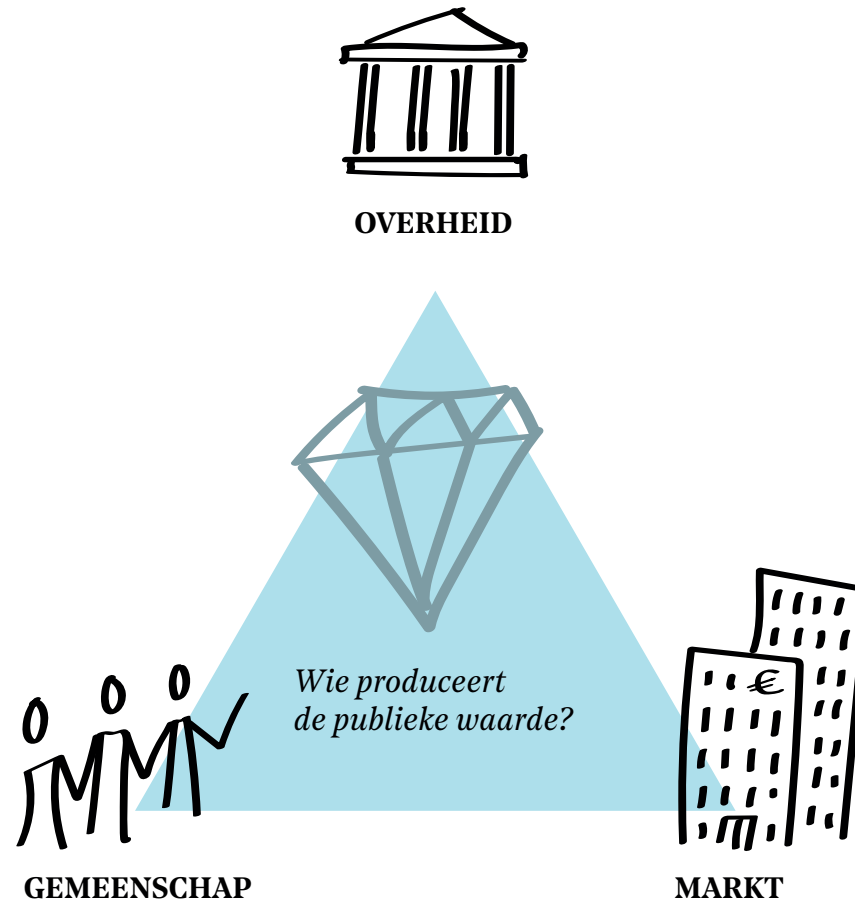 OVERHEID
Wie produceert
de publieke waarde?
€
GEMEENSCHAP
MARKT